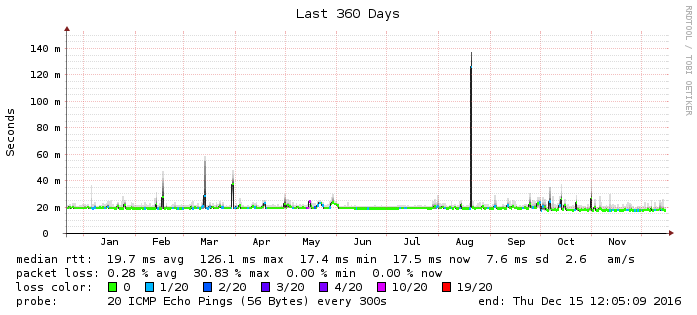 Last 360 Days
RRDTOOL / TOBI OETIKER
Seconds
140 m
120 m
100 m
80 m
60 m
40 m
20 m
0
Jan Feb Mar Apr May Jun Jul Aug Sep Oct Nov
median rtt: 19.7 ms avg 126.1 ms max 17.4 ms min 17.5 ms now 7.6 ms sd 2.6 am/s
packet loss: 0.28 % avg 30.83 % max 0.00 % min 0.00 % now
loss color: 0 1/20 2/20 3/20 4/20 10/20 19/20
probe: 20 ICMP Echo Pings (56 Bytes) every 300s end: Thu Dec 15 12:05:09 2016